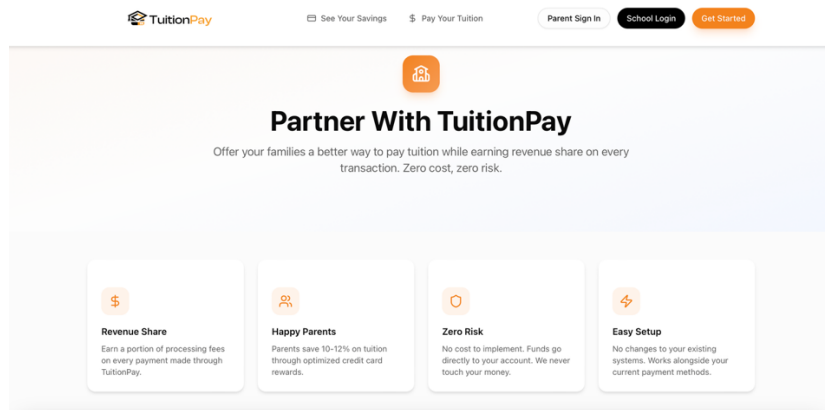 TuitionPay
See Your Savings
Pay Your Tuition
Parent Sign In
School Login
Get Started
Partner With TuitionPay
Offer your families a better way to pay tuition while earning revenue share on every
transaction. Zero cost, zero risk.
Revenue Share
Earn a portion of processing fees
on every payment made through
TuitionPay.
Happy Parents
Parents save 10-12% on tuition
through optimized credit card
rewards.
Zero Risk
No cost to implement. Funds go
directly to your account. We never
touch your money.
Easy Setup
No changes to your existing
systems. Works alongside your
current payment methods.